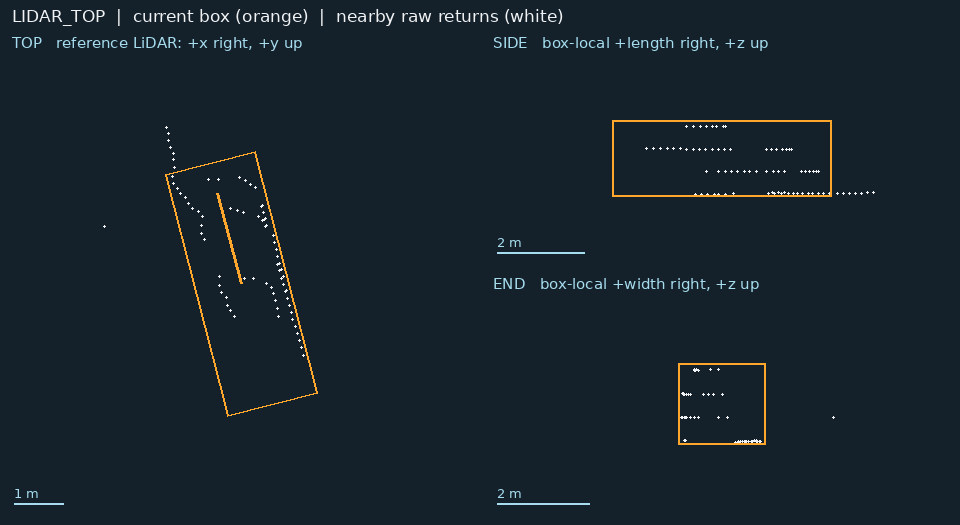 LIDAR_TOP | current box (orange) | nearby raw returns (white)
TOP reference LiDAR: +x right, +y up
SIDE box-local +length right, +z up
2 m
END box-local +width right, +z up
1 m
2 m